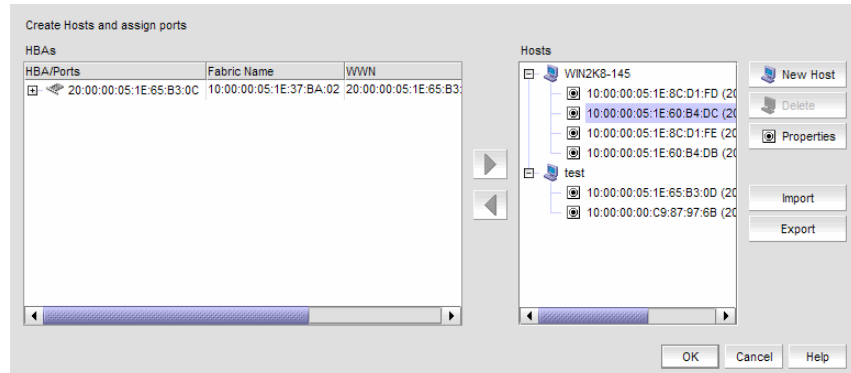 Create Hosts and assign ports
HBAs
HBA/Ports Fabric Name WWN
20:00:00:05:1E:65:B3:0C 10:00:00:05:1E:37:BA:02 20:00:00:05:1E:65:B3:
Hosts
WIN2K8-145
10:00:00:05:1E:8C:D1:FD (20
10:00:00:05:1E:60:B4:DC (20
10:00:00:05:1E:8C:D1:FE (20
10:00:00:05:1E:60:B4:DB (20
test
10:00:00:05:1E:65:B3:0D (20
10:00:00:00:C9:87:97:6B (20
New Host
Delete
Properties
Import
Export
OK Cancel Help